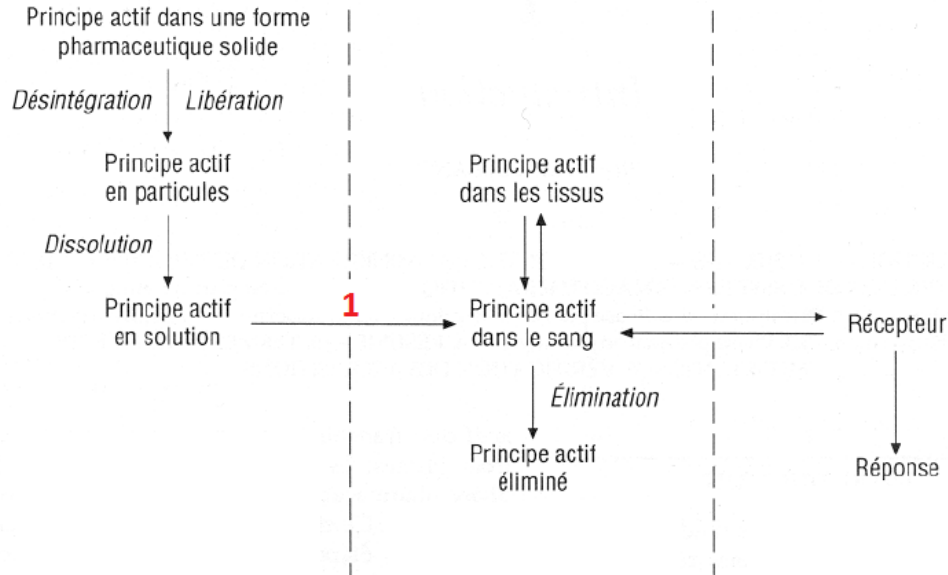 Principe actif dans une forme
pharmaceutique solide
Désintégration
Libération
Principe actif
en particules
Dissolution
Principe actif
en solution
1
Principe actif
dans les tissus
Principe actif
dans le sang
Élimination
Principe actif
éliminé
Récepteur
Réponse